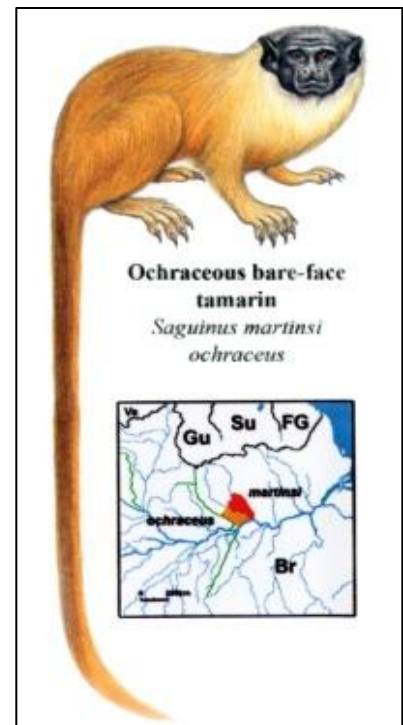 Ochraceous bare-face
tamarin
Saguinus martinsi
ochraceus
Ve
Gu
Su
FG
martinsi
ochraceus
Br